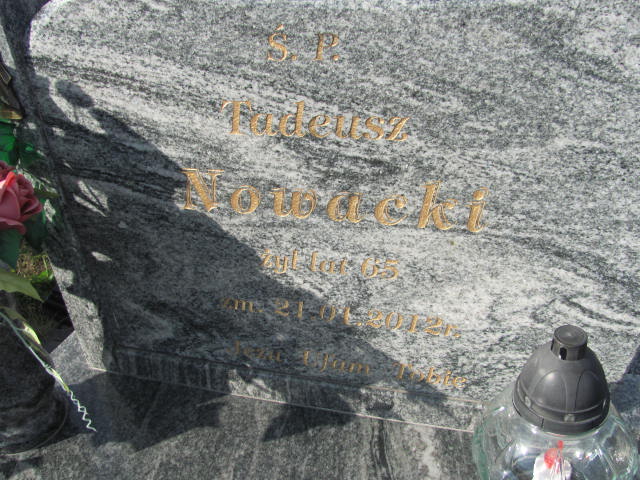 Ś. P.
Tadeusz
Nowacki
żył lat 65
zm. 21.04.2012r.
Jezu Ufam Tobie